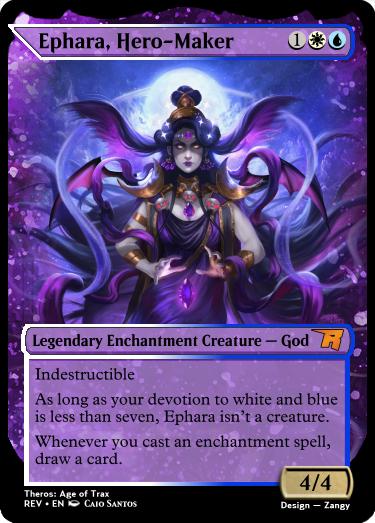 Ephara, Hero-Maker 1
Legendary Enchantment Creature — God
Indestructible
As long as your devotion to white and blue
is less than seven, Ephara isn't a creature.
Whenever you cast an enchantment spell,
draw a card.
4/4
Theros: Age of Trax
REV • EN Caio Santos
Design — Zangy